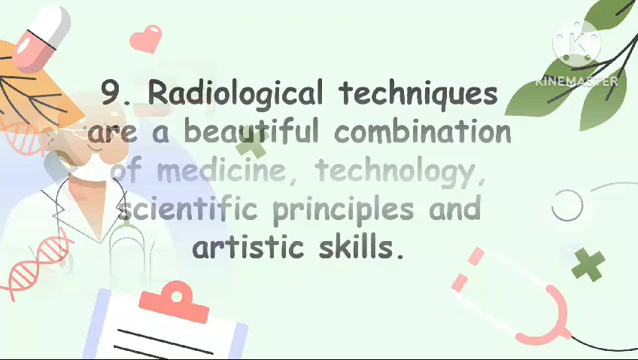 KINEMASTER
9. Radiological techniques
are a beautiful combination
of medicine, technology,
scientific principles and
artistic skills.